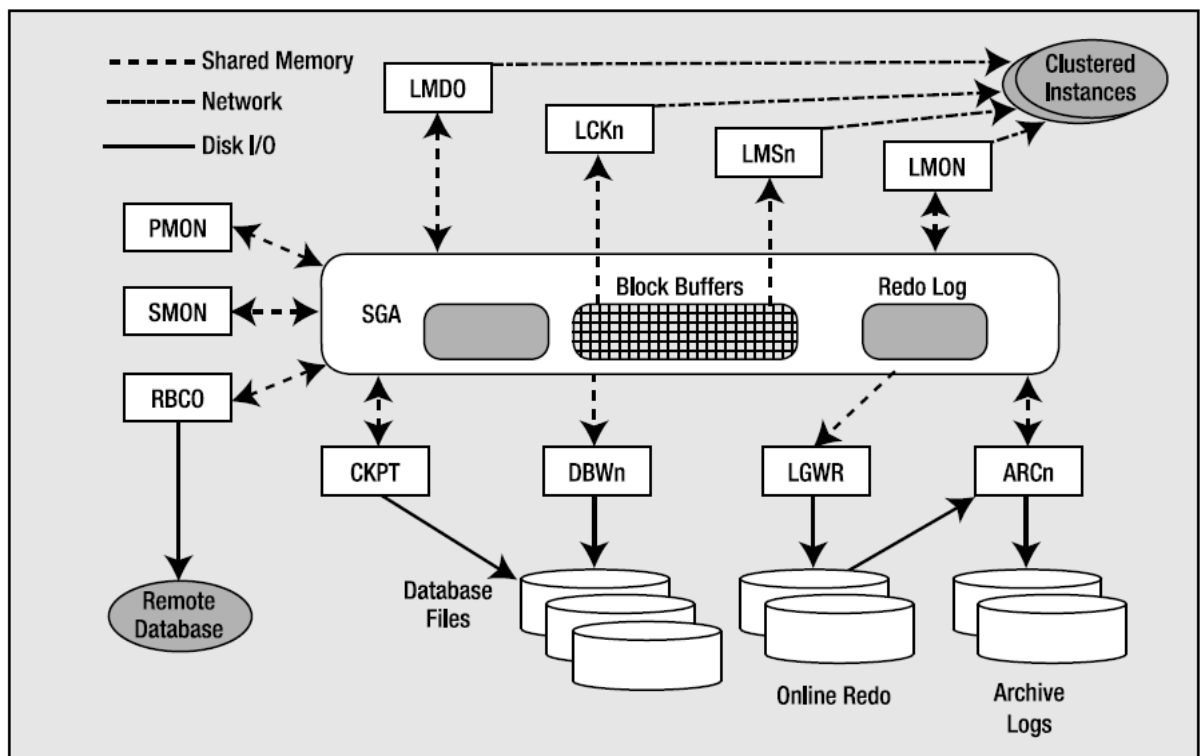 Shared Memory
Network
Disk I/O
LMDO
LCKn
LMSn
LMON
Clustered
Instances
PMON
SMON
RBCO
SGA
Block Buffers
Redo Log
CKPT
DBWn
LGWR
ARCn
Remote
Database
Database
Files
Online Redo
Archive
Logs